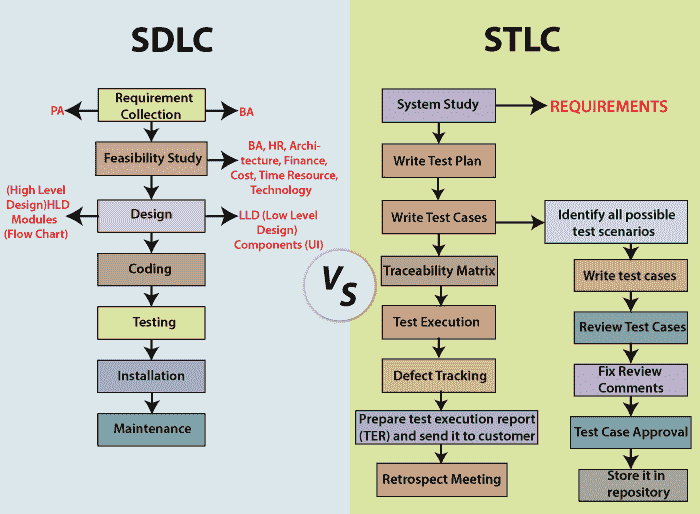 SDLC
PA
Requirement
Collection
BA
Feasibility Study
BA, HR, Archi-
tecture, Finance,
Cost, Time Resource,
Technology
(High Level
Design)HLD
Modules
(Flow Chart)
Design
LLD (Low Level
Design)
Components (UI)
Coding
Testing
Installation
Maintenance
Vs
STLC
System Study
REQUIREMENTS
Write Test Plan
Write Test Cases
Traceability Matrix
Test Execution
Defect Tracking
Prepare test execution report
(TER) and send it to customer
Retrospect Meeting
Identify all possible
test scenarios
Write test cases
Review Test Cases
Fix Review
Comments
Test Case Approval
Store it in
repository